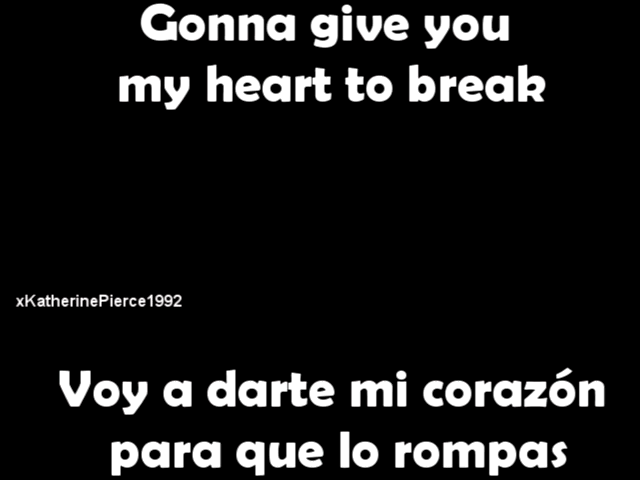 Gonna give you
my heart to break
xKatherinePierce1992
Voy a darte mi corazón
para que lo rompas